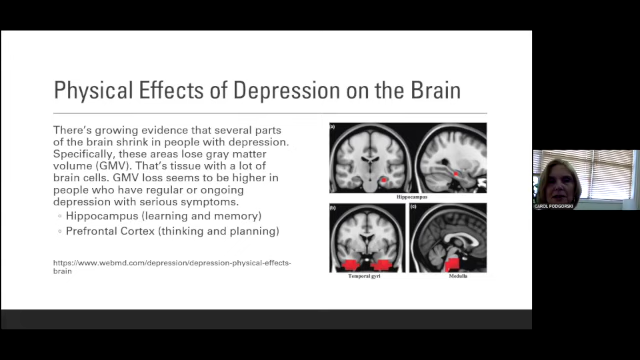 Physical Effects of Depression on the Brain
There's growing evidence that several parts
of the brain shrink in people with depression.
Specifically, these areas lose gray matter
volume (GMV). That's tissue with a lot of
brain cells. GMV loss seems to be higher in
people who have regular or ongoing
depression with serious symptoms.
◦ Hippocampus (learning and memory)
◦ Prefrontal Cortex (thinking and planning)
https://www.webmd.com/depression/depression-physical-effects-
brain
(a)
Hippocampus
(b)
(c)
Temporal gyri
Medulla
CAROL PODGORSKI